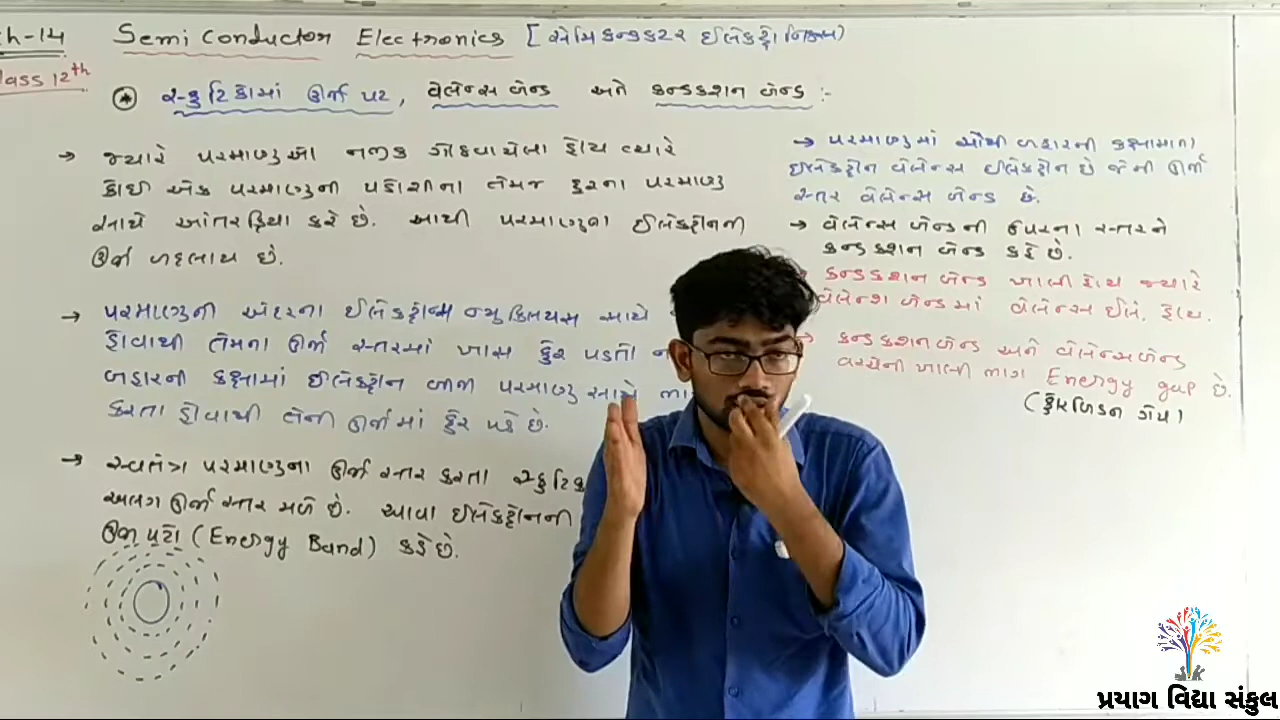 ch-14 Semi Conductor Electronics [સેમિકન્ડક્ટર ઈલેક્ટ્રોનિક્સ)
Class 12th
* સ્ફટિકોમાં ઊર્જા પટ, વેલેન્સ બેન્ડ અને કન્ડક્શન બેન્ડ :-
→ જ્યારે પરમાણુઓ નજીક ગોઠવાયેલા હોય ત્યારે
કોઈ એક પરમાણુની પડોશીના તેમજ દુરના પરમાણુ
સાથે આંતરક્રિયા કરે છે. આથી પરમાણુના ઈલેક્ટ્રોનની
ઊર્જા બદલાય છે.
→ પરમાણુની અંદરના ઈલેક્ટ્રોન્સ ન્યુક્લિયસ સાથે
હોવાથી તેમના ઊર્જા સ્તરમાં ખાસ ફેર પડતો
બહારની કક્ષામાં ઈલેક્ટ્રોન બીજા પરમાણુ સાથે
કરતા હોવાથી તેની ઊર્જામાં ફેર પડે છે.
→ સ્વતંત્ર પરમાણુના ઊર્જા સ્તર કરતા સ્ફટિક
અલગ ઊર્જા સ્તર મળે છે. આવા ઈલેક્ટ્રોનની
ઊર્જા પટો (Energy Band) કહે છે.
→ પરમાણુમાં સૌથી બહારની કક્ષામાના
ઈલેક્ટ્રોન વેલેન્સ ઈલેક્ટ્રોન છે જેની ઊર્જા
સ્તર વેલેન્સ બેન્ડ છે.
→ વેલેન્સ બેન્ડની ઉપરના સ્તરને
કન્ડક્શન બેન્ડ કહે છે.
કન્ડક્શન બેન્ડ ખાલી હોય જ્યારે
વેલેન્શ બેન્ડમાં વેલેન્સ ઈલે. હોય.
→ કન્ડક્શન બેન્ડ અને વેલેન્સ બેન્ડ
વચ્ચેની ખાલી ભાગ Energy gap છે.
(ફોરબિડન ગેપ)
પ્રયાગ વિદ્યા સંકુલ